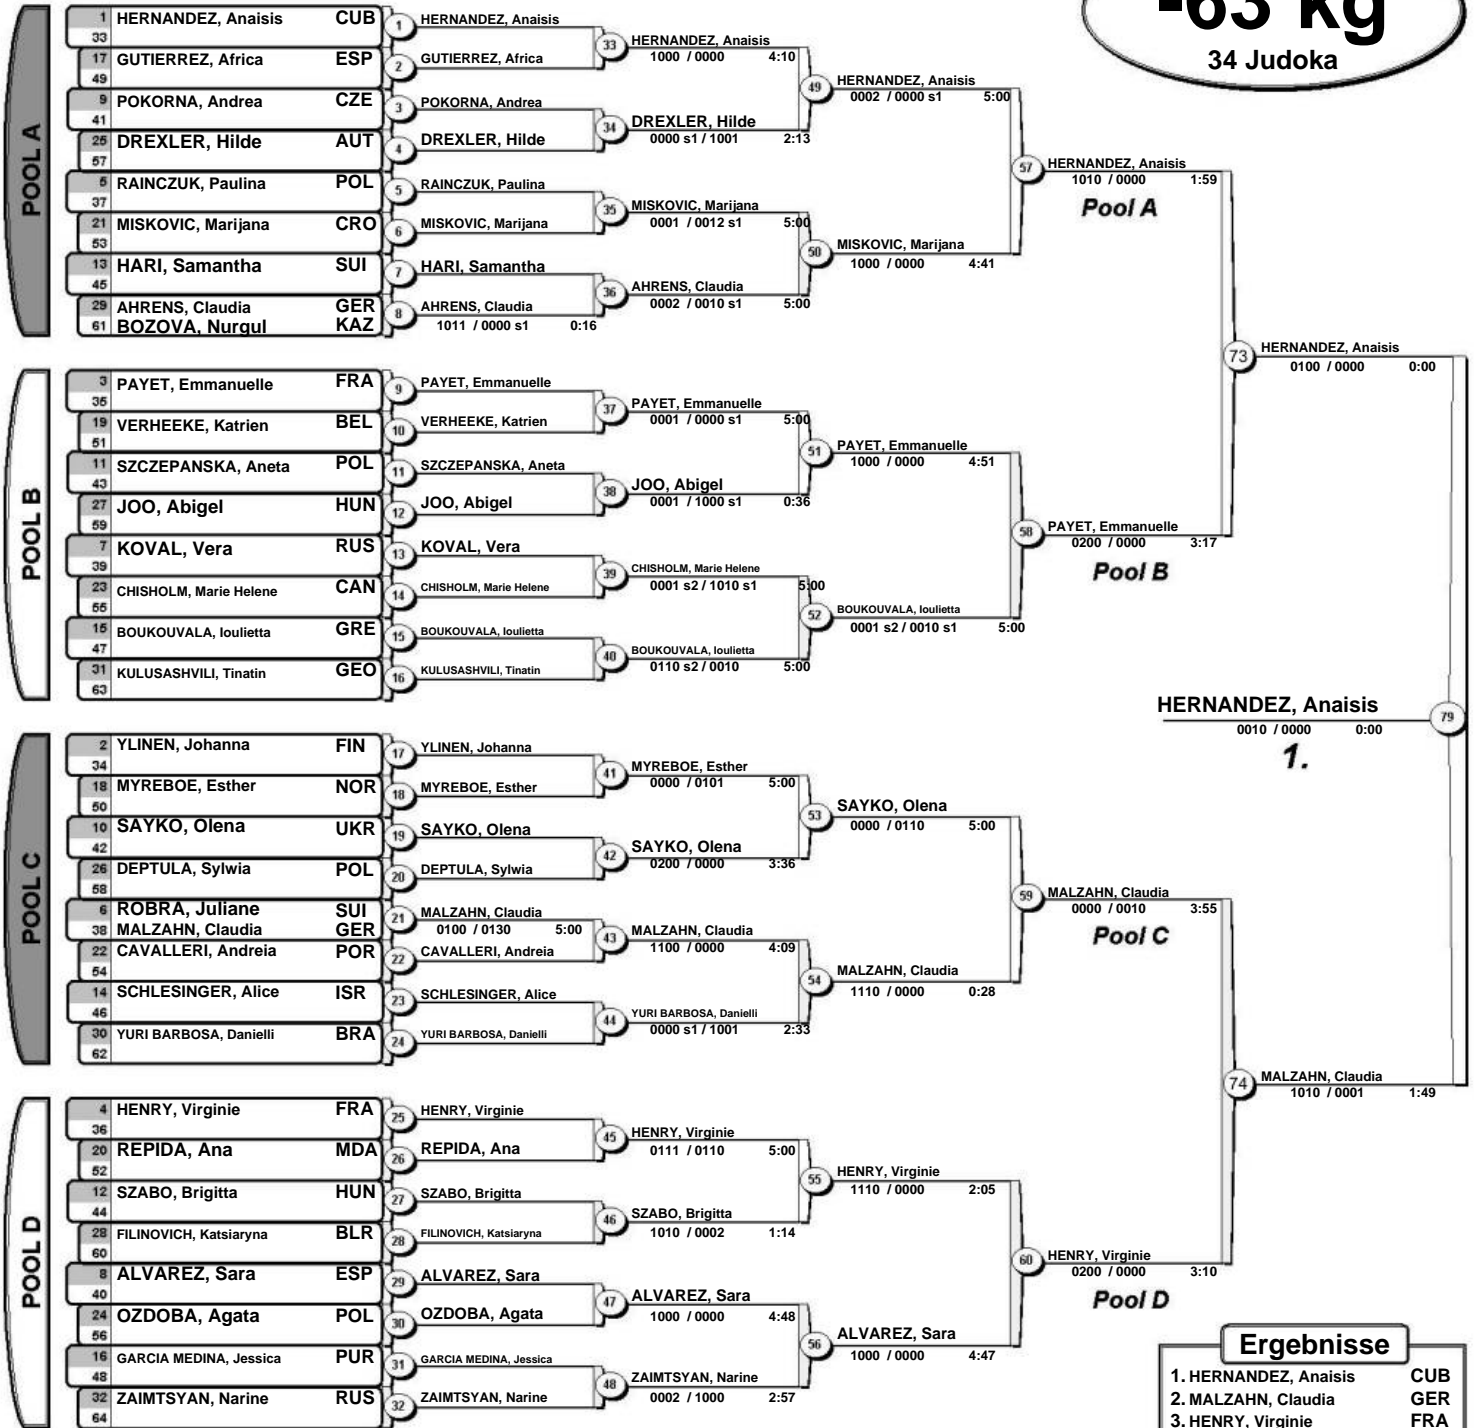 -63 kg
34 Judoka
POOL A
1 HERNANDEZ, Anaisis CUB
33
17 GUTIERREZ, Africa ESP
49
9 POKORNA, Andrea CZE
41
25 DREXLER, Hilde AUT
57
5 RAINCZUK, Paulina POL
37
21 MISKOVIC, Marijana CRO
53
13 HARI, Samantha SUI
45
29 AHRENS, Claudia GER
61 BOZOVA, Nurgul KAZ
1 HERNANDEZ, Anaisis
2 GUTIERREZ, Africa
3 POKORNA, Andrea
4 DREXLER, Hilde
5 RAINCZUK, Paulina
6 MISKOVIC, Marijana
7 HARI, Samantha
8 AHRENS, Claudia
1011 / 0000 s1 0:16
33 HERNANDEZ, Anaisis
1000 / 0000 4:10
34 DREXLER, Hilde
0000 s1 / 1001 2:13
35 MISKOVIC, Marijana
0001 / 0012 s1 5:00
36 AHRENS, Claudia
0002 / 0010 s1 5:00
49 HERNANDEZ, Anaisis
0002 / 0000 s1 5:00
50 MISKOVIC, Marijana
1000 / 0000 4:41
57 HERNANDEZ, Anaisis
1010 / 0000 1:59
Pool A
POOL B
3 PAYET, Emmanuelle FRA
35
19 VERHEEKE, Katrien BEL
51
11 SZCZEPANSKA, Aneta POL
43
27 JOO, Abigel HUN
59
7 KOVAL, Vera RUS
39
23 CHISHOLM, Marie Helene CAN
55
15 BOUKOUVALA, Ioulietta GRE
47
31 KULUSASHVILI, Tinatin GEO
63
9 PAYET, Emmanuelle
10 VERHEEKE, Katrien
11 SZCZEPANSKA, Aneta
12 JOO, Abigel
13 KOVAL, Vera
14 CHISHOLM, Marie Helene
15 BOUKOUVALA, Ioulietta
16 KULUSASHVILI, Tinatin
37 PAYET, Emmanuelle
0001 / 0000 s1 5:00
38 JOO, Abigel
0001 / 1000 s1 0:36
39 CHISHOLM, Marie Helene
0001 s2 / 1010 s1 5:00
40 BOUKOUVALA, Ioulietta
0110 s2 / 0010 5:00
51 PAYET, Emmanuelle
1000 / 0000 4:51
52 BOUKOUVALA, Ioulietta
0001 s2 / 0010 s1 5:00
58 PAYET, Emmanuelle
0200 / 0000 3:17
Pool B
73 HERNANDEZ, Anaisis
0100 / 0000 0:00
HERNANDEZ, Anaisis 79
0010 / 0000 0:00
1.
POOL C
2 YLINEN, Johanna FIN
34
18 MYREBOE, Esther NOR
50
10 SAYKO, Olena UKR
42
26 DEPTULA, Sylwia POL
58
6 ROBRA, Juliane SUI
38 MALZAHN, Claudia GER
22 CAVALLERI, Andreia POR
54
14 SCHLESINGER, Alice ISR
46
30 YURI BARBOSA, Danielli BRA
62
17 YLINEN, Johanna
18 MYREBOE, Esther
19 SAYKO, Olena
20 DEPTULA, Sylwia
21 MALZAHN, Claudia
0100 / 0130 5:00
22 CAVALLERI, Andreia
23 SCHLESINGER, Alice
24 YURI BARBOSA, Danielli
41 MYREBOE, Esther
0000 / 0101 5:00
42 SAYKO, Olena
0200 / 0000 3:36
43 MALZAHN, Claudia
1100 / 0000 4:09
44 YURI BARBOSA, Danielli
0000 s1 / 1001 2:33
53 SAYKO, Olena
0000 / 0110 5:00
54 MALZAHN, Claudia
1110 / 0000 0:28
59 MALZAHN, Claudia
0000 / 0010 3:55
Pool C
POOL D
4 HENRY, Virginie FRA
36
20 REPIDA, Ana MDA
52
12 SZABO, Brigitta HUN
44
28 FILINOVICH, Katsiaryna BLR
60
8 ALVAREZ, Sara ESP
40
24 OZDOBA, Agata POL
56
16 GARCIA MEDINA, Jessica PUR
48
32 ZAIMTSYAN, Narine RUS
64
25 HENRY, Virginie
26 REPIDA, Ana
27 SZABO, Brigitta
28 FILINOVICH, Katsiaryna
29 ALVAREZ, Sara
30 OZDOBA, Agata
31 GARCIA MEDINA, Jessica
32 ZAIMTSYAN, Narine
45 HENRY, Virginie
0111 / 0110 5:00
46 SZABO, Brigitta
1010 / 0002 1:14
47 ALVAREZ, Sara
1000 / 0000 4:48
48 ZAIMTSYAN, Narine
0002 / 1000 2:57
55 HENRY, Virginie
1110 / 0000 2:05
56 ALVAREZ, Sara
1000 / 0000 4:47
60 HENRY, Virginie
0200 / 0000 3:10
Pool D
74 MALZAHN, Claudia
1010 / 0001 1:49
Ergebnisse
1. HERNANDEZ, Anaisis CUB
2. MALZAHN, Claudia GER
3. HENRY, Virginie FRA